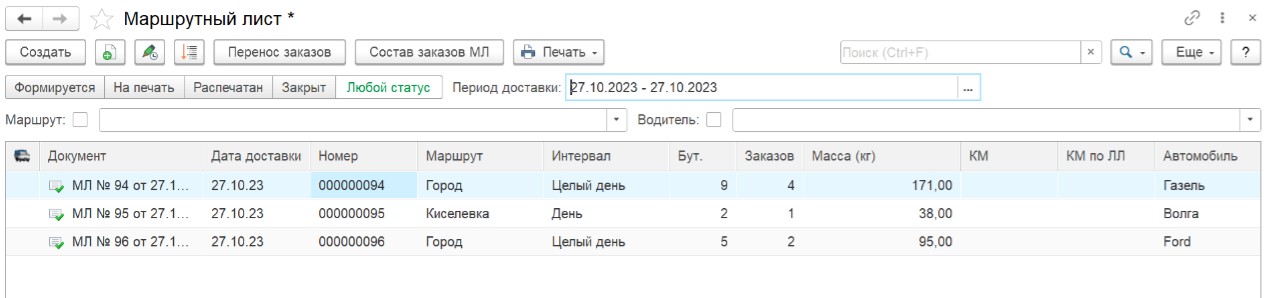 Маршрутный лист *
Создать Перенос заказов Состав заказов МЛ Печать Поиск (Ctrl+F) × Еще ?
Формируется На печать Распечатан Закрыт Любой статус Период доставки: 27.10.2023 - 27.10.2023 ...
Маршрут: Водитель:
Документ Дата доставки Номер Маршрут Интервал Бут. Заказов Масса (кг) КМ КМ по ЛЛ Автомобиль
МЛ № 94 от 27.1... 27.10.23 000000094 Город Целый день 9 4 171,00 Газель
МЛ № 95 от 27.1... 27.10.23 000000095 Киселевка День 2 1 38,00 Волга
МЛ № 96 от 27.1... 27.10.23 000000096 Город Целый день 5 2 95,00 Ford